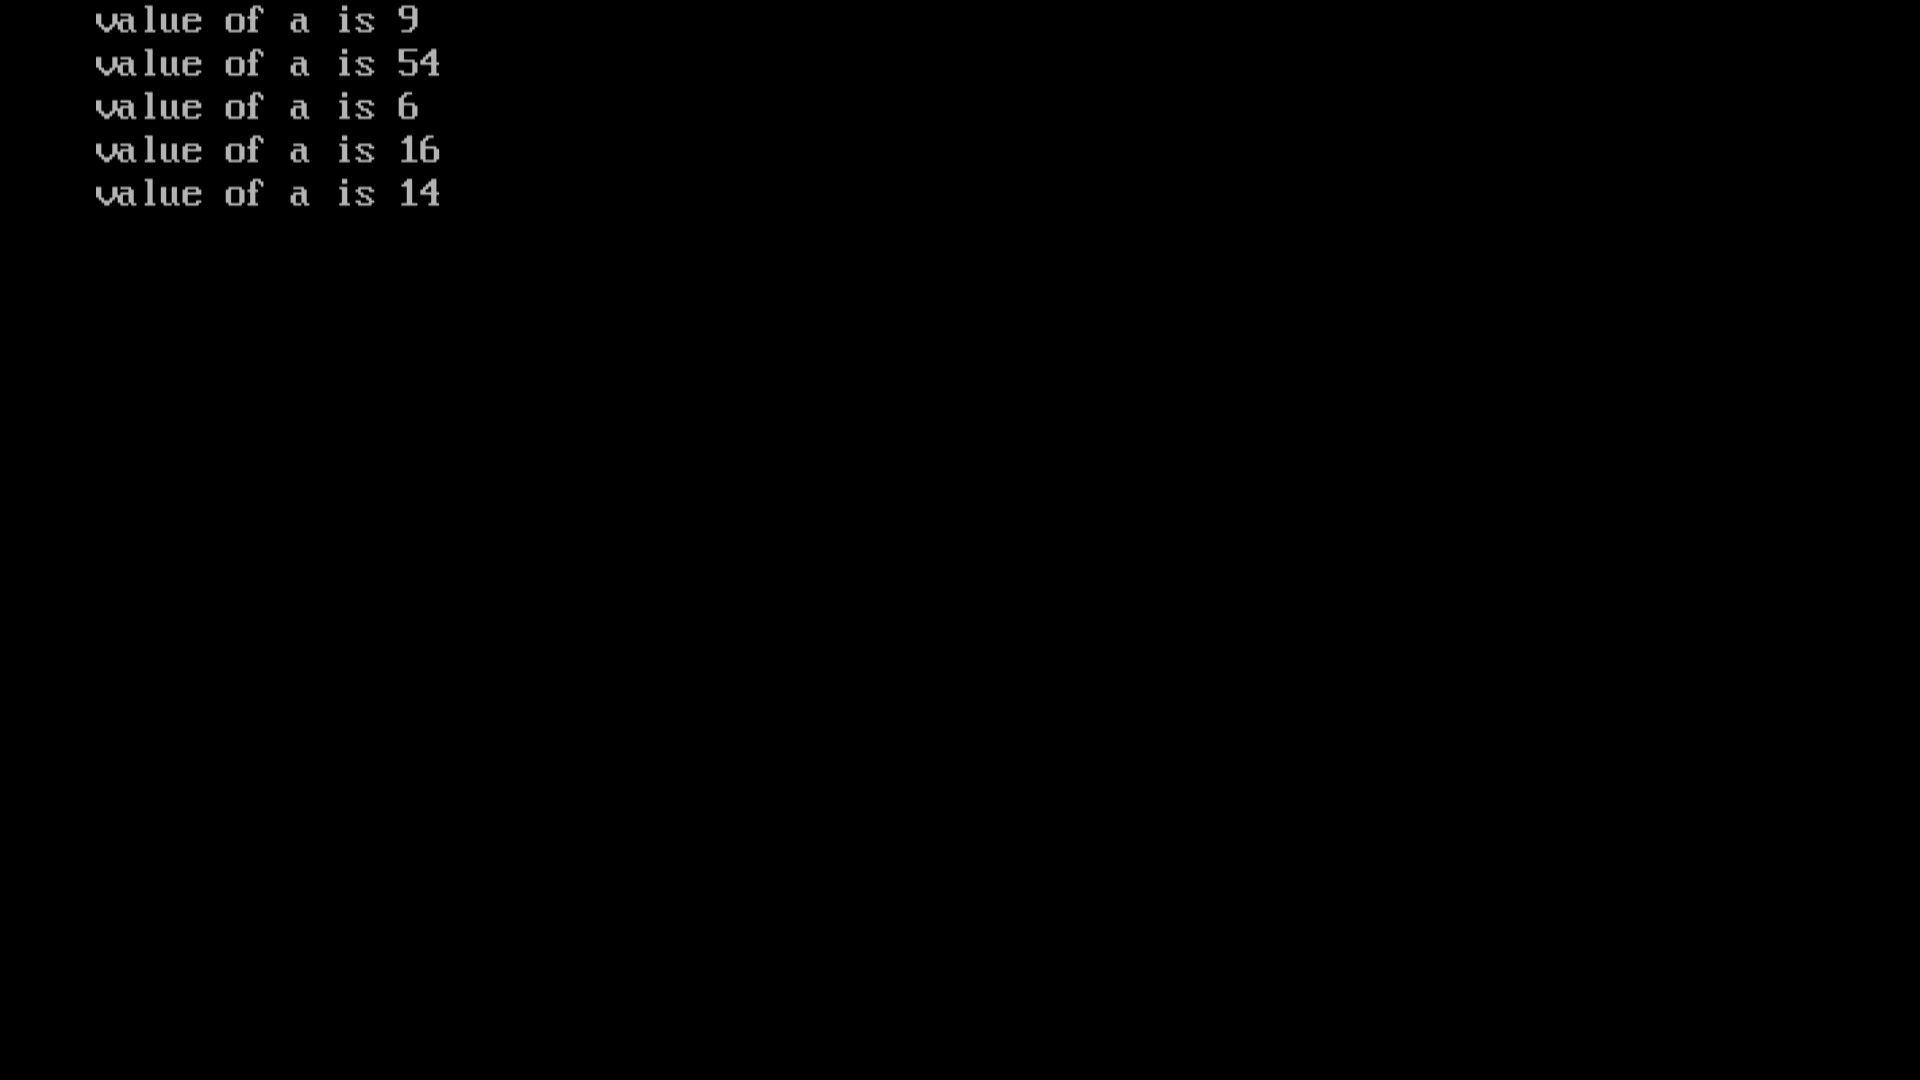 value of a is 9
value of a is 54
value of a is 6
value of a is 16
value of a is 14